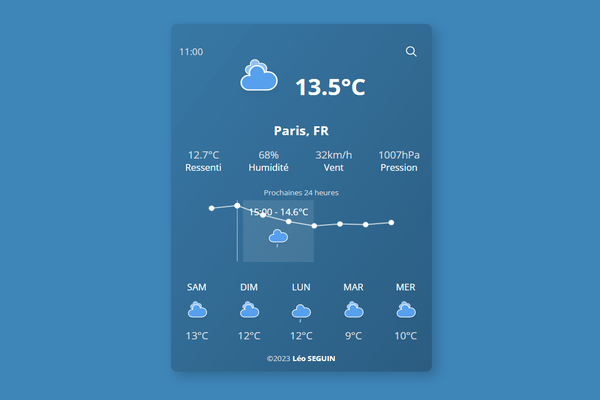 11:00
13.5°C
Paris, FR
12.7°C 68% 32km/h 1007hPa
Ressenti Humidité Vent Pression
Prochaines 24 heures
15:00 - 14.6°C
SAM DIM LUN MAR MER
13°C 12°C 12°C 9°C 10°C
©2023 Léo SEGUIN